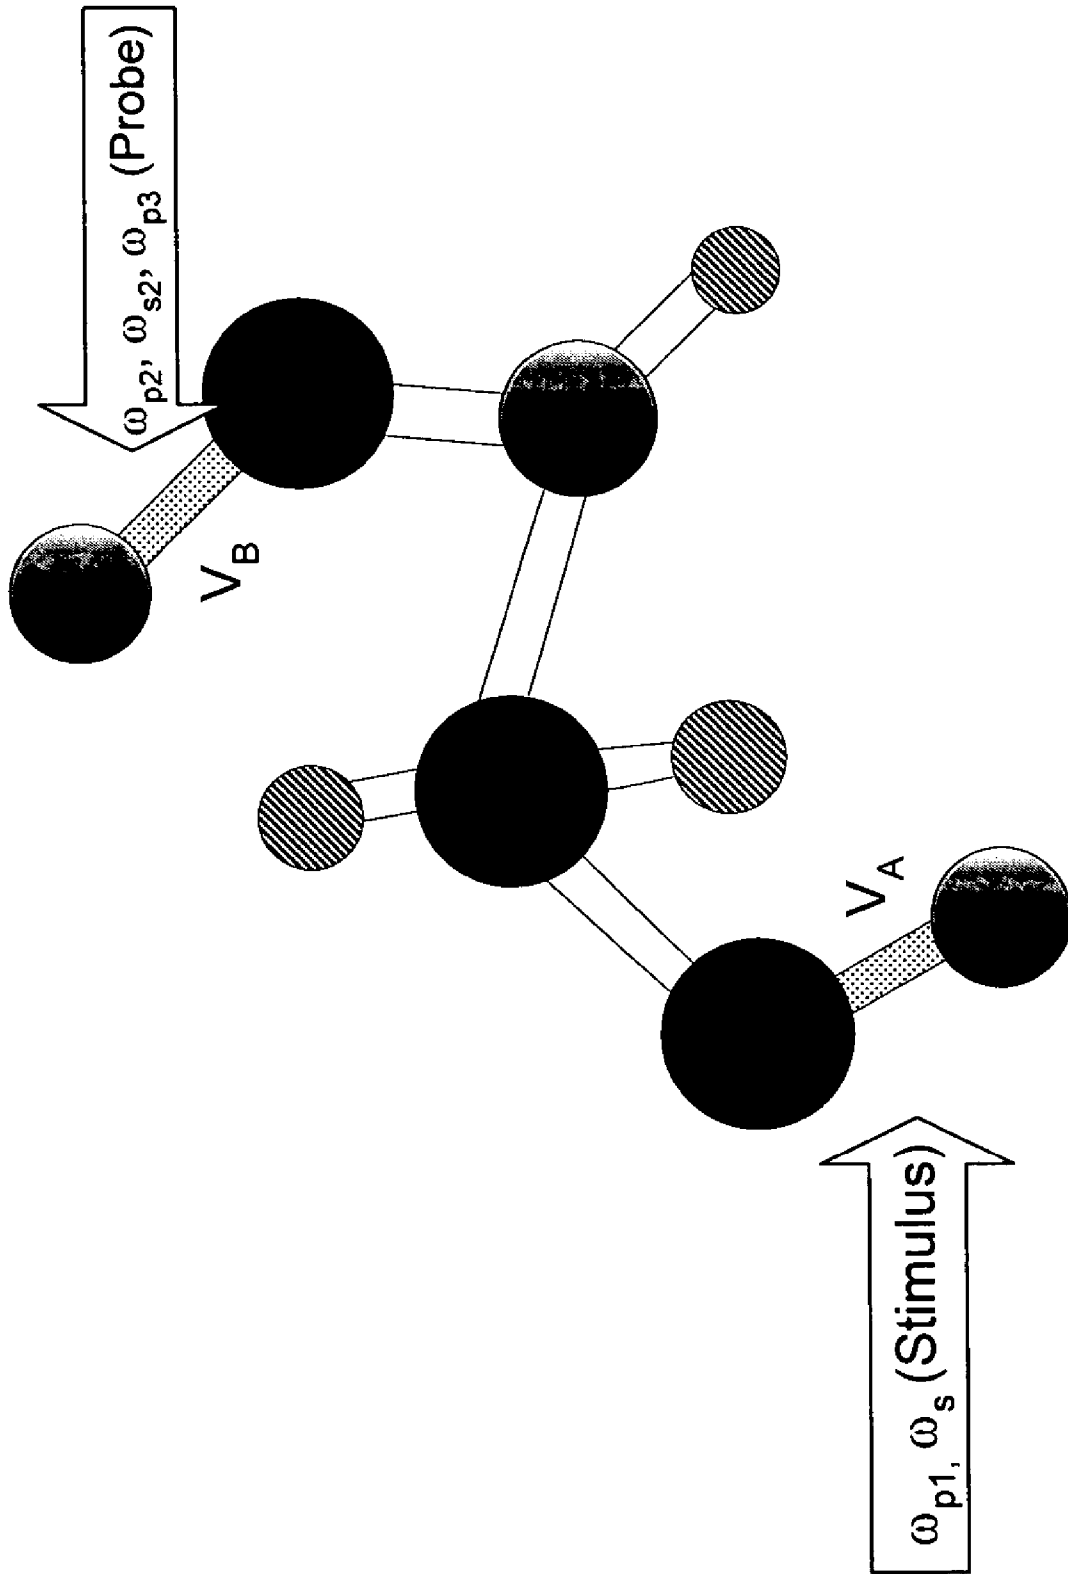 ωp2, ωs2, ωp3 (Probe)
VB
VA
ωp1, ωs (Stimulus)